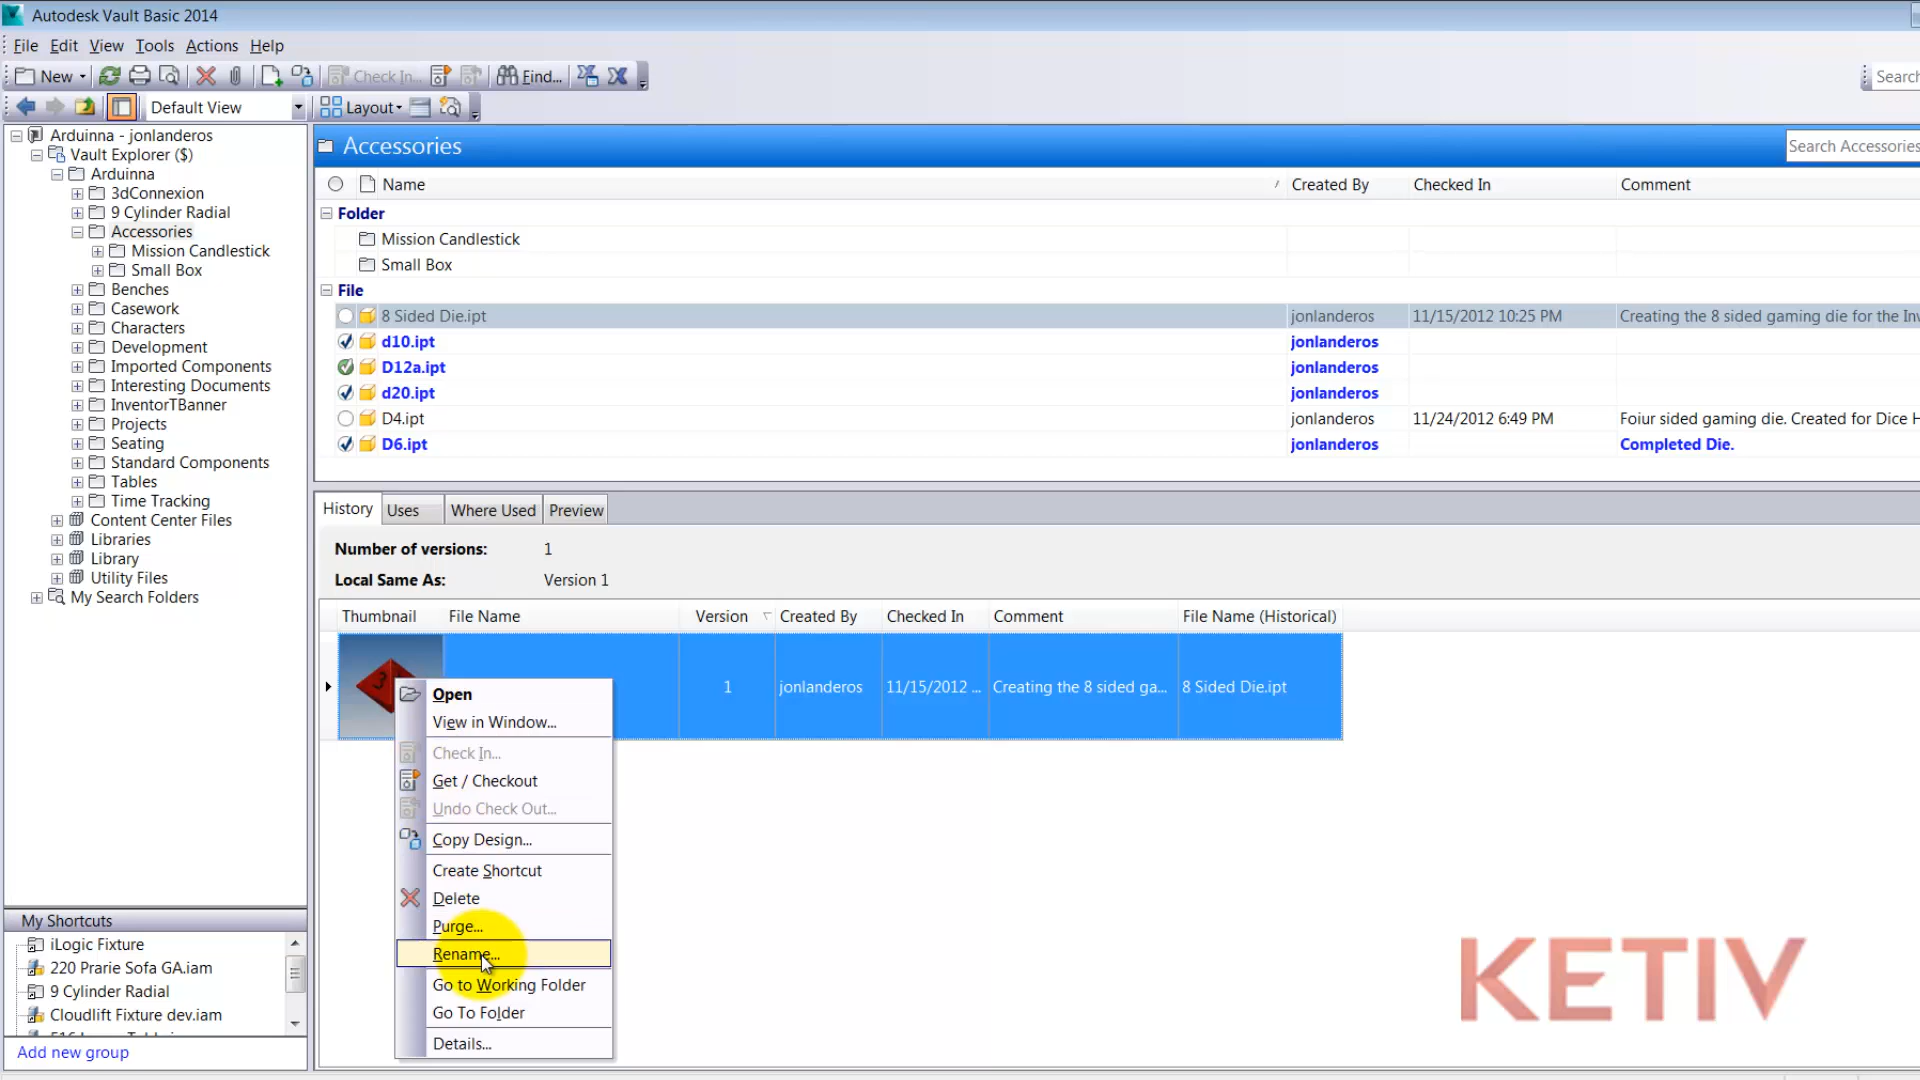 Autodesk Vault Basic 2014
File Edit View Tools Actions Help
New Check In... Find... Search
Default View Layout
Arduinna - jonlanderos
Vault Explorer ($)
Arduinna
3dConnexion
9 Cylinder Radial
Accessories
Mission Candlestick
Small Box
Benches
Casework
Characters
Development
Imported Components
Interesting Documents
InventorTBanner
Projects
Seating
Standard Components
Tables
Time Tracking
Content Center Files
Libraries
Library
Utility Files
My Search Folders
My Shortcuts
iLogic Fixture
220 Prarie Sofa GA.iam
9 Cylinder Radial
Cloudlift Fixture dev.iam
Add new group
Accessories Search Accessories
Name Created By Checked In Comment
Folder
Mission Candlestick
Small Box
File
8 Sided Die.ipt jonlanderos 11/15/2012 10:25 PM Creating the 8 sided gaming die for the
d10.ipt jonlanderos
D12a.ipt jonlanderos
d20.ipt jonlanderos
D4.ipt jonlanderos 11/24/2012 6:49 PM Foiur sided gaming die. Created for Dice
D6.ipt jonlanderos Completed Die.
History Uses Where Used Preview
Number of versions: 1
Local Same As: Version 1
Thumbnail File Name Version Created By Checked In Comment File Name (Historical)
3 1 jonlanderos 11/15/2012 ... Creating the 8 sided ga... 8 Sided Die.ipt
Open
View in Window...
Check In...
Get / Checkout
Undo Check Out...
Copy Design...
Create Shortcut
Delete
Purge...
Rename...
Go to Working Folder
Go To Folder
Details...
KETIV